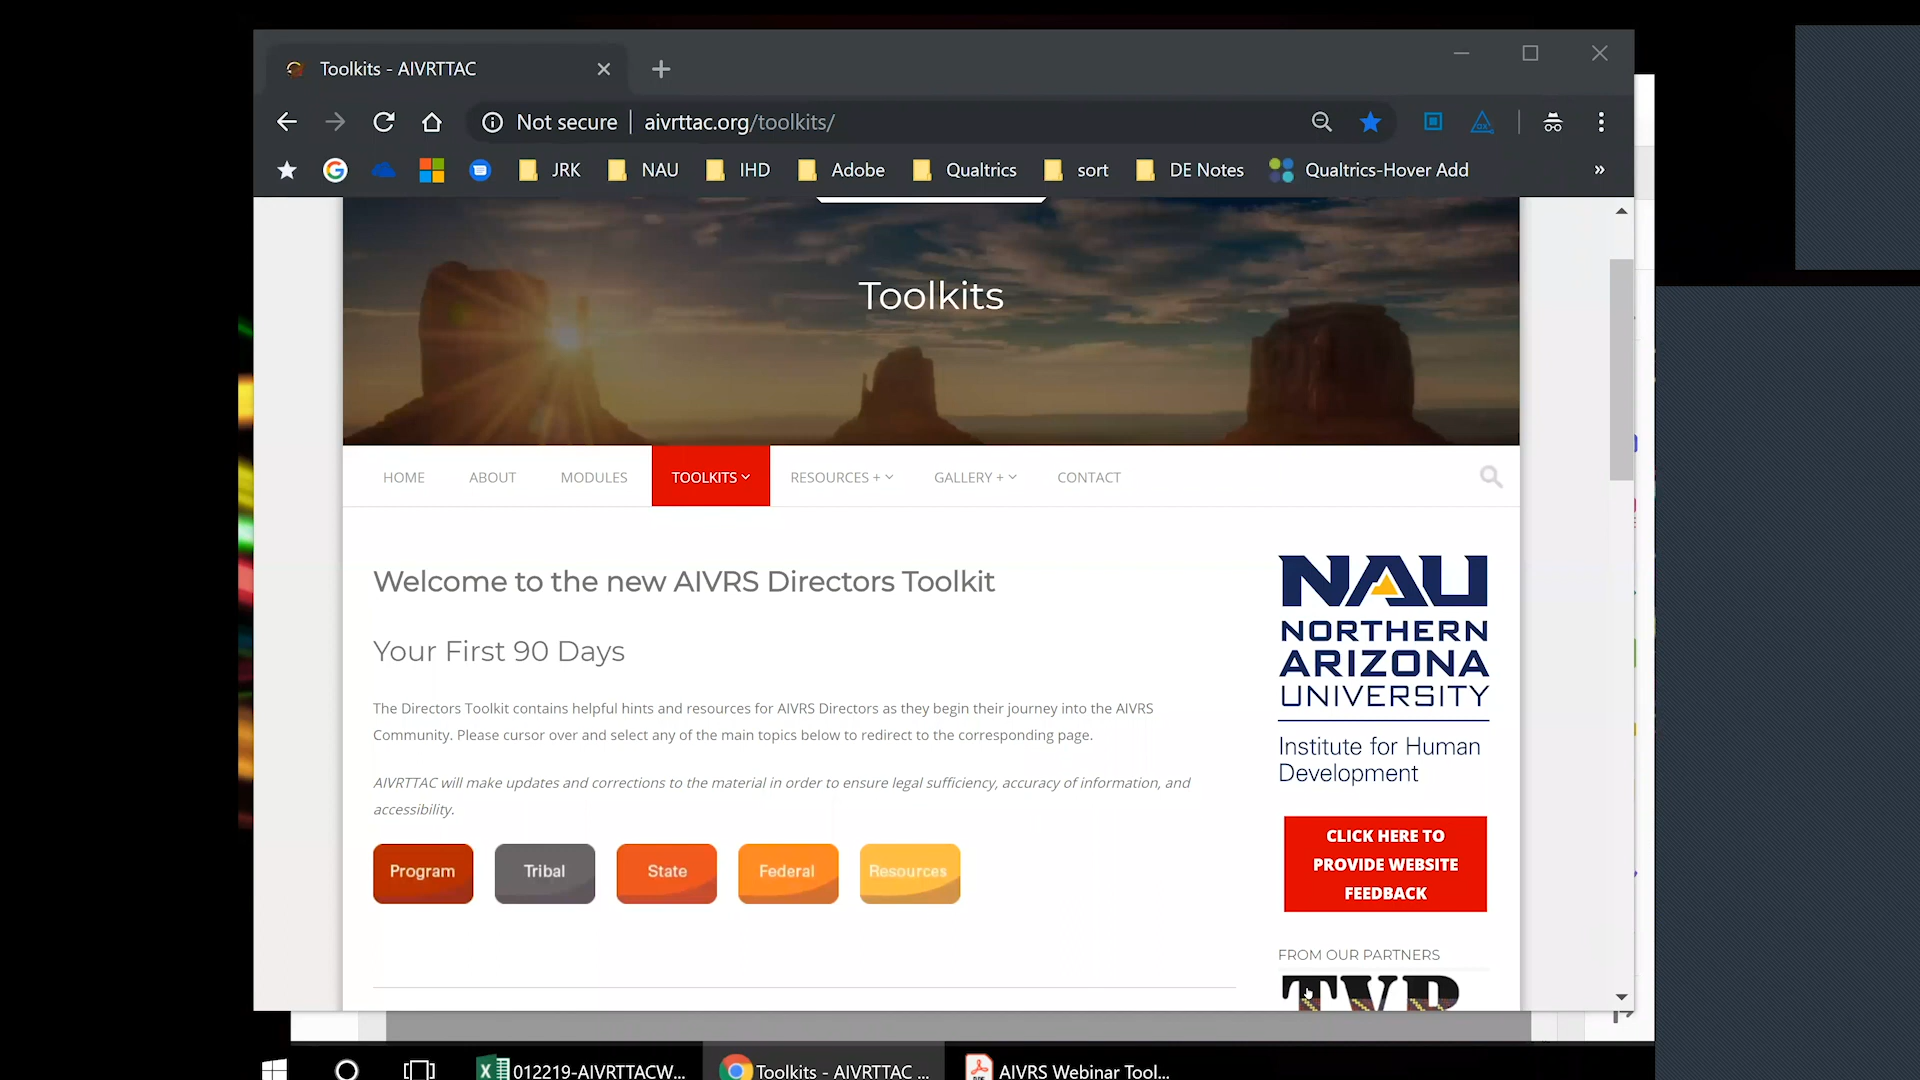 Toolkits - AIVRTTAC
Not secure | aivrttac.org/toolkits/
JRK NAU IHD Adobe Qualtrics sort DE Notes Qualtrics-Hover Add »
Toolkits
HOME ABOUT MODULES TOOLKITS RESOURCES + GALLERY + CONTACT
Welcome to the new AIVRS Directors Toolkit
Your First 90 Days
The Directors Toolkit contains helpful hints and resources for AIVRS Directors as they begin their journey into the AIVRS
Community. Please cursor over and select any of the main topics below to redirect to the corresponding page.
AIVRTTAC will make updates and corrections to the material in order to ensure legal sufficiency, accuracy of information, and
accessibility.
Program Tribal State Federal Resources
NAU
NORTHERN
ARIZONA
UNIVERSITY
Institute for Human
Development
CLICK HERE TO
PROVIDE WEBSITE
FEEDBACK
FROM OUR PARTNERS
TVR
012219-AIVRTTACW... Toolkits - AIVRTTAC ... AIVRS Webinar Tool...